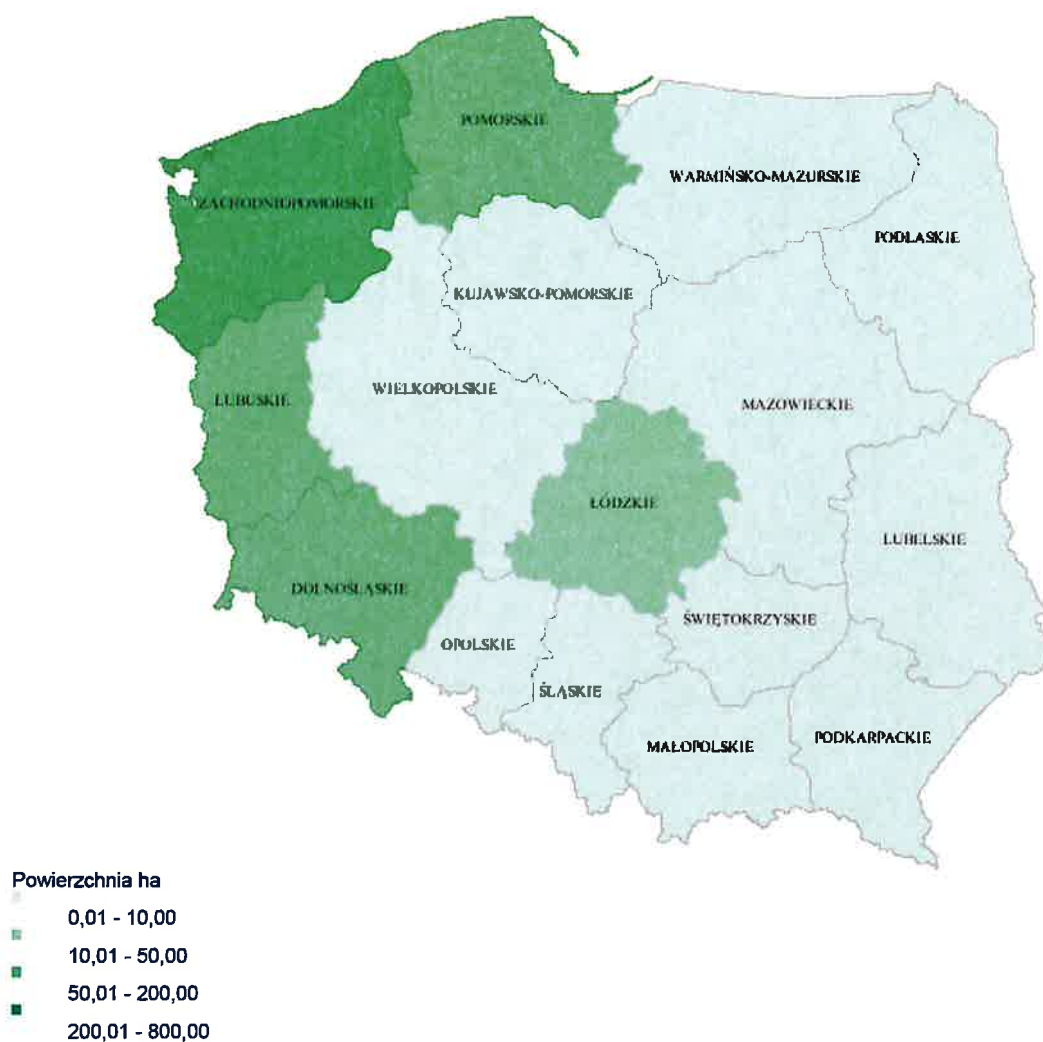 POMORSKIE
WARMIŃSKO-MAZURSKIE
ZACHODNIOPOMORSKIE
PODLASKIE
KUJAWSKO-POMORSKIE
WIELKOPOLSKIE
LUBUSKIE
MAZOWIECKIE
ŁÓDZKIE
LUBELSKIE
DOLNOŚLĄSKIE
ŚWIĘTOKRZYSKIE
OPOLSKIE
ŚLĄSKIE
MAŁOPOLSKIE
PODKARPACKIE
Powierzchnia ha
0,01 - 10,00
10,01 - 50,00
50,01 - 200,00
200,01 - 800,00